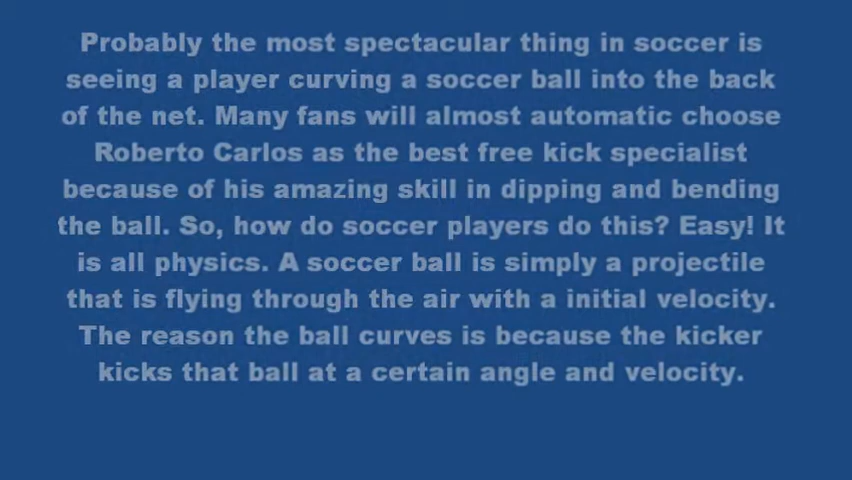 Probably the most spectacular thing in soccer is
seeing a player curving a soccer ball into the back
of the net. Many fans will almost automatic choose
Roberto Carlos as the best free kick specialist
because of his amazing skill in dipping and bending
the ball. So, how do soccer players do this? Easy! It
is all physics. A soccer ball is simply a projectile
that is flying through the air with a initial velocity.
The reason the ball curves is because the kicker
kicks that ball at a certain angle and velocity.